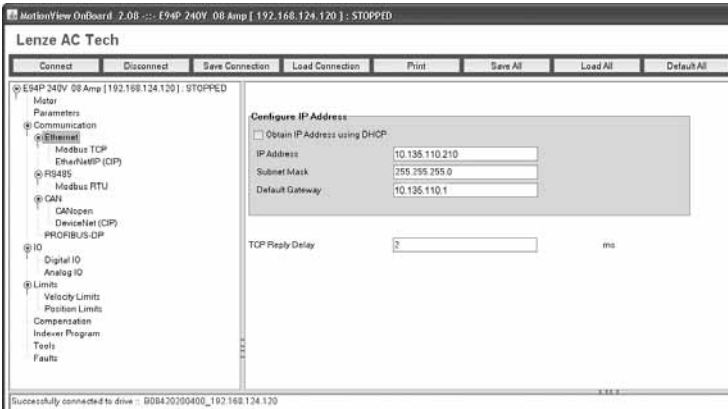 MotionView OnBoard 2.08 -::- E94P 240V 08 Amp [ 192.168.124.120 ] : STOPPED
Lenze AC Tech
Connect Disconnect Save Connection Load Connection Print Save All Load All Default All
E94P 240V 08 Amp [192.168.124.120] : STOPPED
Motor
Parameters
Communication
Ethernet
Modbus TCP
EtherNet/IP (CIP)
RS485
Modbus RTU
CAN
CANopen
DeviceNet (CIP)
PROFIBUS-DP
IO
Digital IO
Analog IO
Limits
Velocity Limits
Position Limits
Compensation
Indexer Program
Tools
Faults
Configure IP Address
Obtain IP Address using DHCP
IP Address 10.135.110.210
Subnet Mask 255.255.255.0
Default Gateway 10.135.110.1
TCP Reply Delay 2 ms
Successfully connected to drive :: B08420200400_192.168.124.120